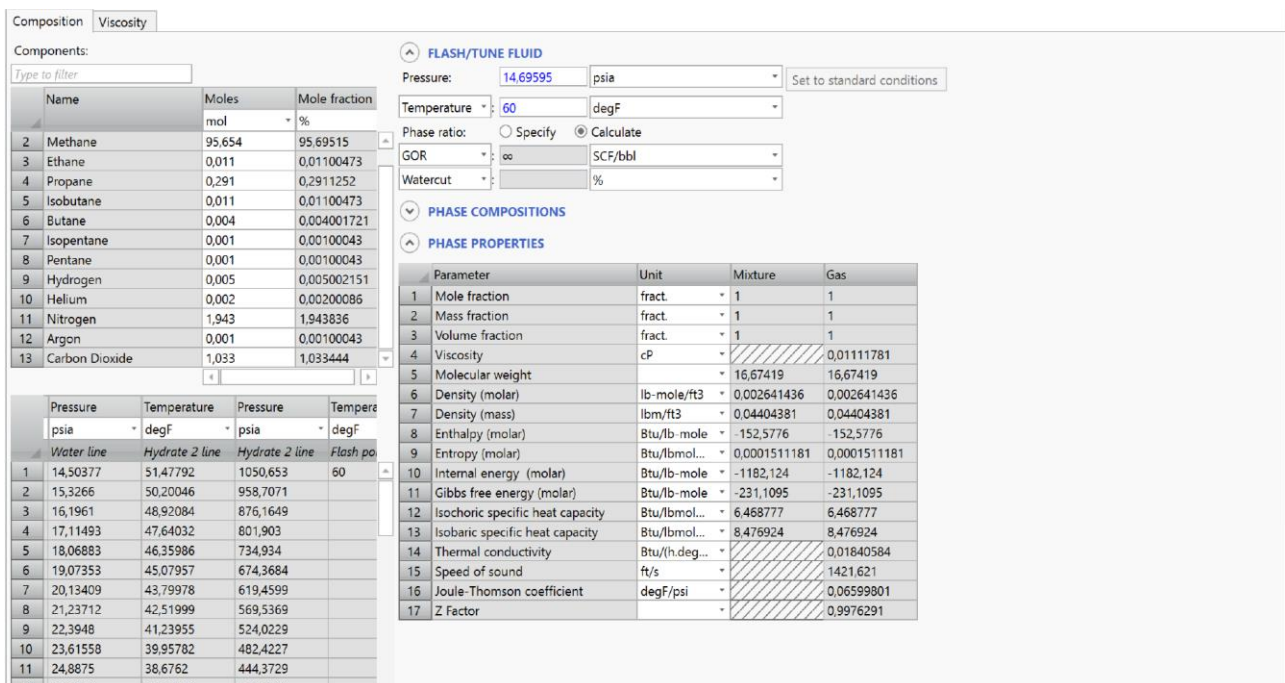 Composition Viscosity
Components:
Type to filter
Name Moles Mole fraction
mol %
2 Methane 95,654 95,69515
3 Ethane 0,011 0,01100473
4 Propane 0,291 0,2911252
5 Isobutane 0,011 0,01100473
6 Butane 0,004 0,004001721
7 Isopentane 0,001 0,00100043
8 Pentane 0,001 0,00100043
9 Hydrogen 0,005 0,005002151
10 Helium 0,002 0,00200086
11 Nitrogen 1,943 1,943836
12 Argon 0,001 0,00100043
13 Carbon Dioxide 1,033 1,033444
Pressure Temperature Pressure Tempera
psia degF psia degF
Water line Hydrate 2 line Hydrate 2 line Flash po
1 14,50377 51,47792 1050,653 60
2 15,3266 50,20046 958,7071
3 16,1961 48,92084 876,1649
4 17,11493 47,64032 801,903
5 18,06883 46,35986 734,934
6 19,07353 45,07957 674,3684
7 20,13409 43,79978 619,4599
8 21,23712 42,51999 569,5369
9 22,3948 41,23955 524,0229
10 23,61558 39,95782 482,4227
11 24,8875 38,6762 444,3729
FLASH/TUNE FLUID
Pressure: 14,69595 psia Set to standard conditions
Temperature : 60 degF
Phase ratio: Specify Calculate
GOR : ∞ SCF/bbl
Watercut : %
PHASE COMPOSITIONS
PHASE PROPERTIES
Parameter Unit Mixture Gas
1 Mole fraction fract. 1 1
2 Mass fraction fract. 1 1
3 Volume fraction fract. 1 1
4 Viscosity cP 0,01111781
5 Molecular weight 16,67419 16,67419
6 Density (molar) lb-mole/ft3 0,002641436 0,002641436
7 Density (mass) lbm/ft3 0,04404381 0,04404381
8 Enthalpy (molar) Btu/lb-mole -152,5776 -152,5776
9 Entropy (molar) Btu/lbmol... 0,0001511181 0,0001511181
10 Internal energy (molar) Btu/lb-mole -1182,124 -1182,124
11 Gibbs free energy (molar) Btu/lb-mole -231,1095 -231,1095
12 Isochoric specific heat capacity Btu/lbmol... 6,468777 6,468777
13 Isobaric specific heat capacity Btu/lbmol... 8,476924 8,476924
14 Thermal conductivity Btu/(h.deg... 0,01840584
15 Speed of sound ft/s 1421,621
16 Joule-Thomson coefficient degF/psi 0,06599801
17 Z Factor 0,9976291